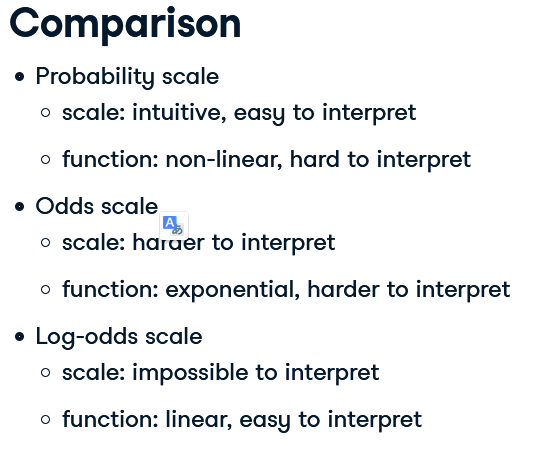 Comparison
Probability scale
scale: intuitive, easy to interpret
function: non-linear, hard to interpret
Odds scale
scale: harder to interpret
function: exponential, harder to interpret
Log-odds scale
scale: impossible to interpret
function: linear, easy to interpret